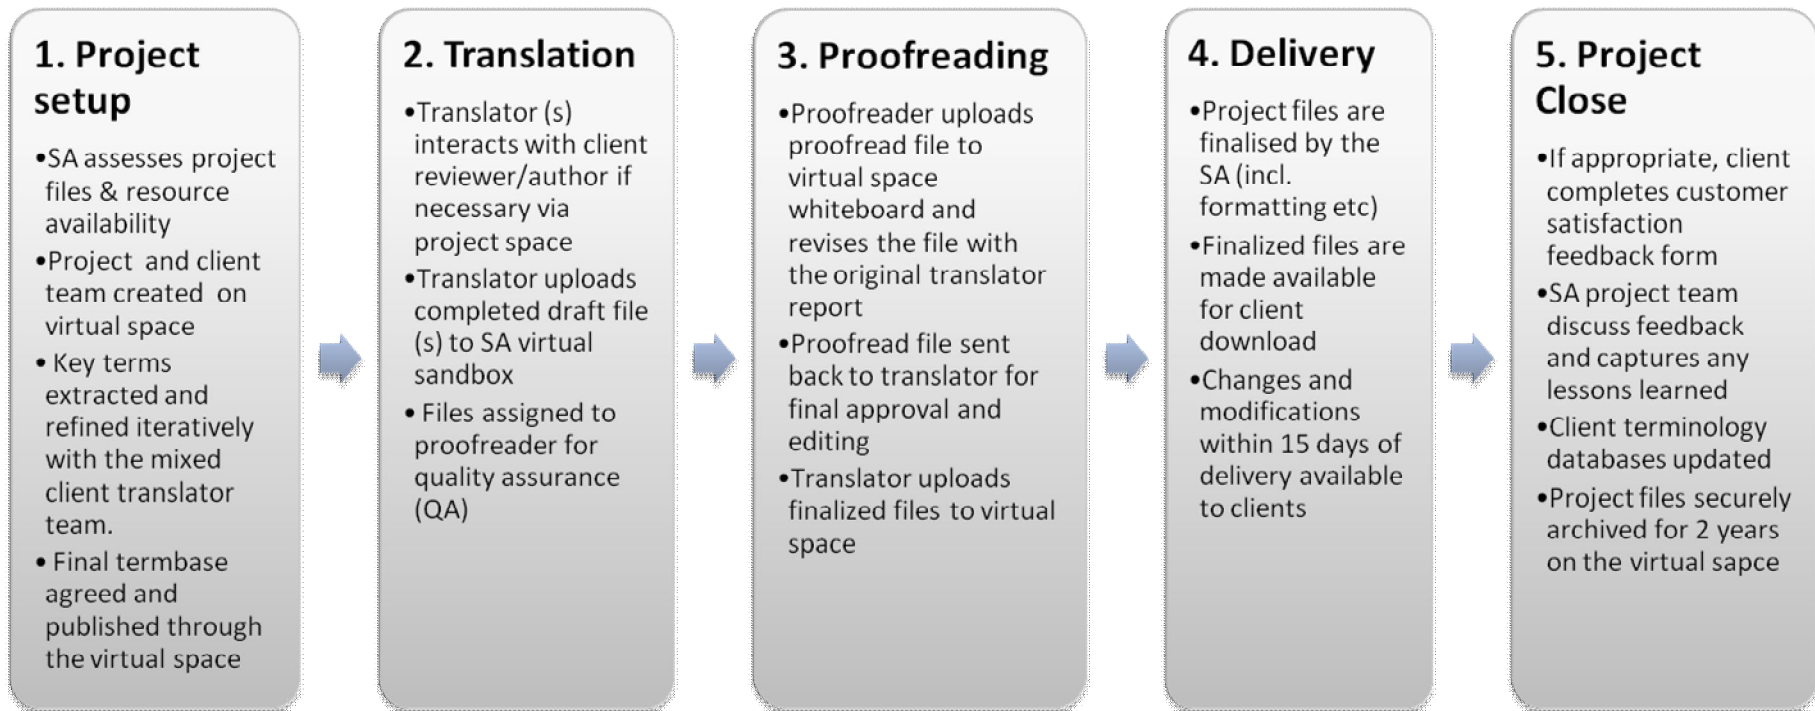 1. Project
setup
•SA assesses project
files & resource
availability
•Project and client
team created on
virtual space
• Key terms
extracted and
refined iteratively
with the mixed
client translator
team.
• Final termbase
agreed and
published through
the virtual space
2. Translation
•Translator (s)
interacts with client
reviewer/author if
necessary via
project space
•Translator uploads
completed draft file
(s) to SA virtual
sandbox
• Files assigned to
proofreader for
quality assurance
(QA)
3. Proofreading
•Proofreader uploads
proofread file to
virtual space
whiteboard and
revises the file with
the original translator
report
•Proofread file sent
back to translator for
final approval and
editing
•Translator uploads
finalized files to virtual
space
4. Delivery
•Project files are
finalised by the
SA (incl.
formatting etc)
•Finalized files are
made available
for client
download
•Changes and
modifications
within 15 days of
delivery available
to clients
5. Project
Close
•If appropriate, client
completes customer
satisfaction
feedback form
•SA project team
discuss feedback
and captures any
lessons learned
•Client terminology
databases updated
•Project files securely
archived for 2 years
on the virtual sapce